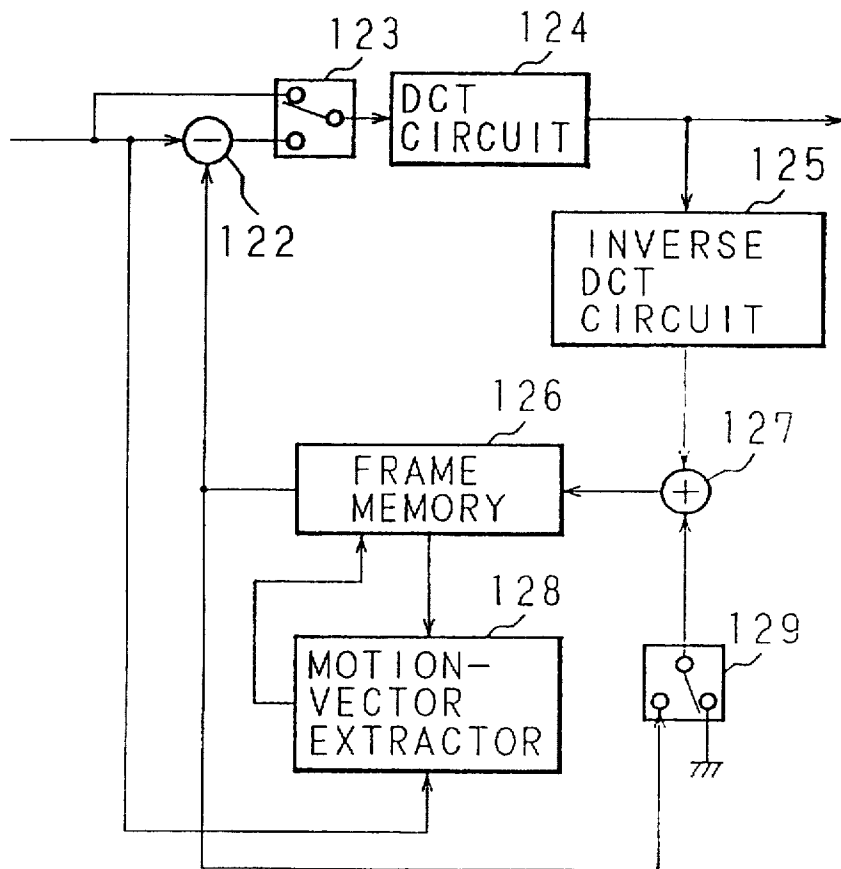 123
124
DCT
CIRCUIT
122
125
INVERSE
DCT
CIRCUIT
126
FRAME
MEMORY
127
128
MOTION-
VECTOR
EXTRACTOR
129